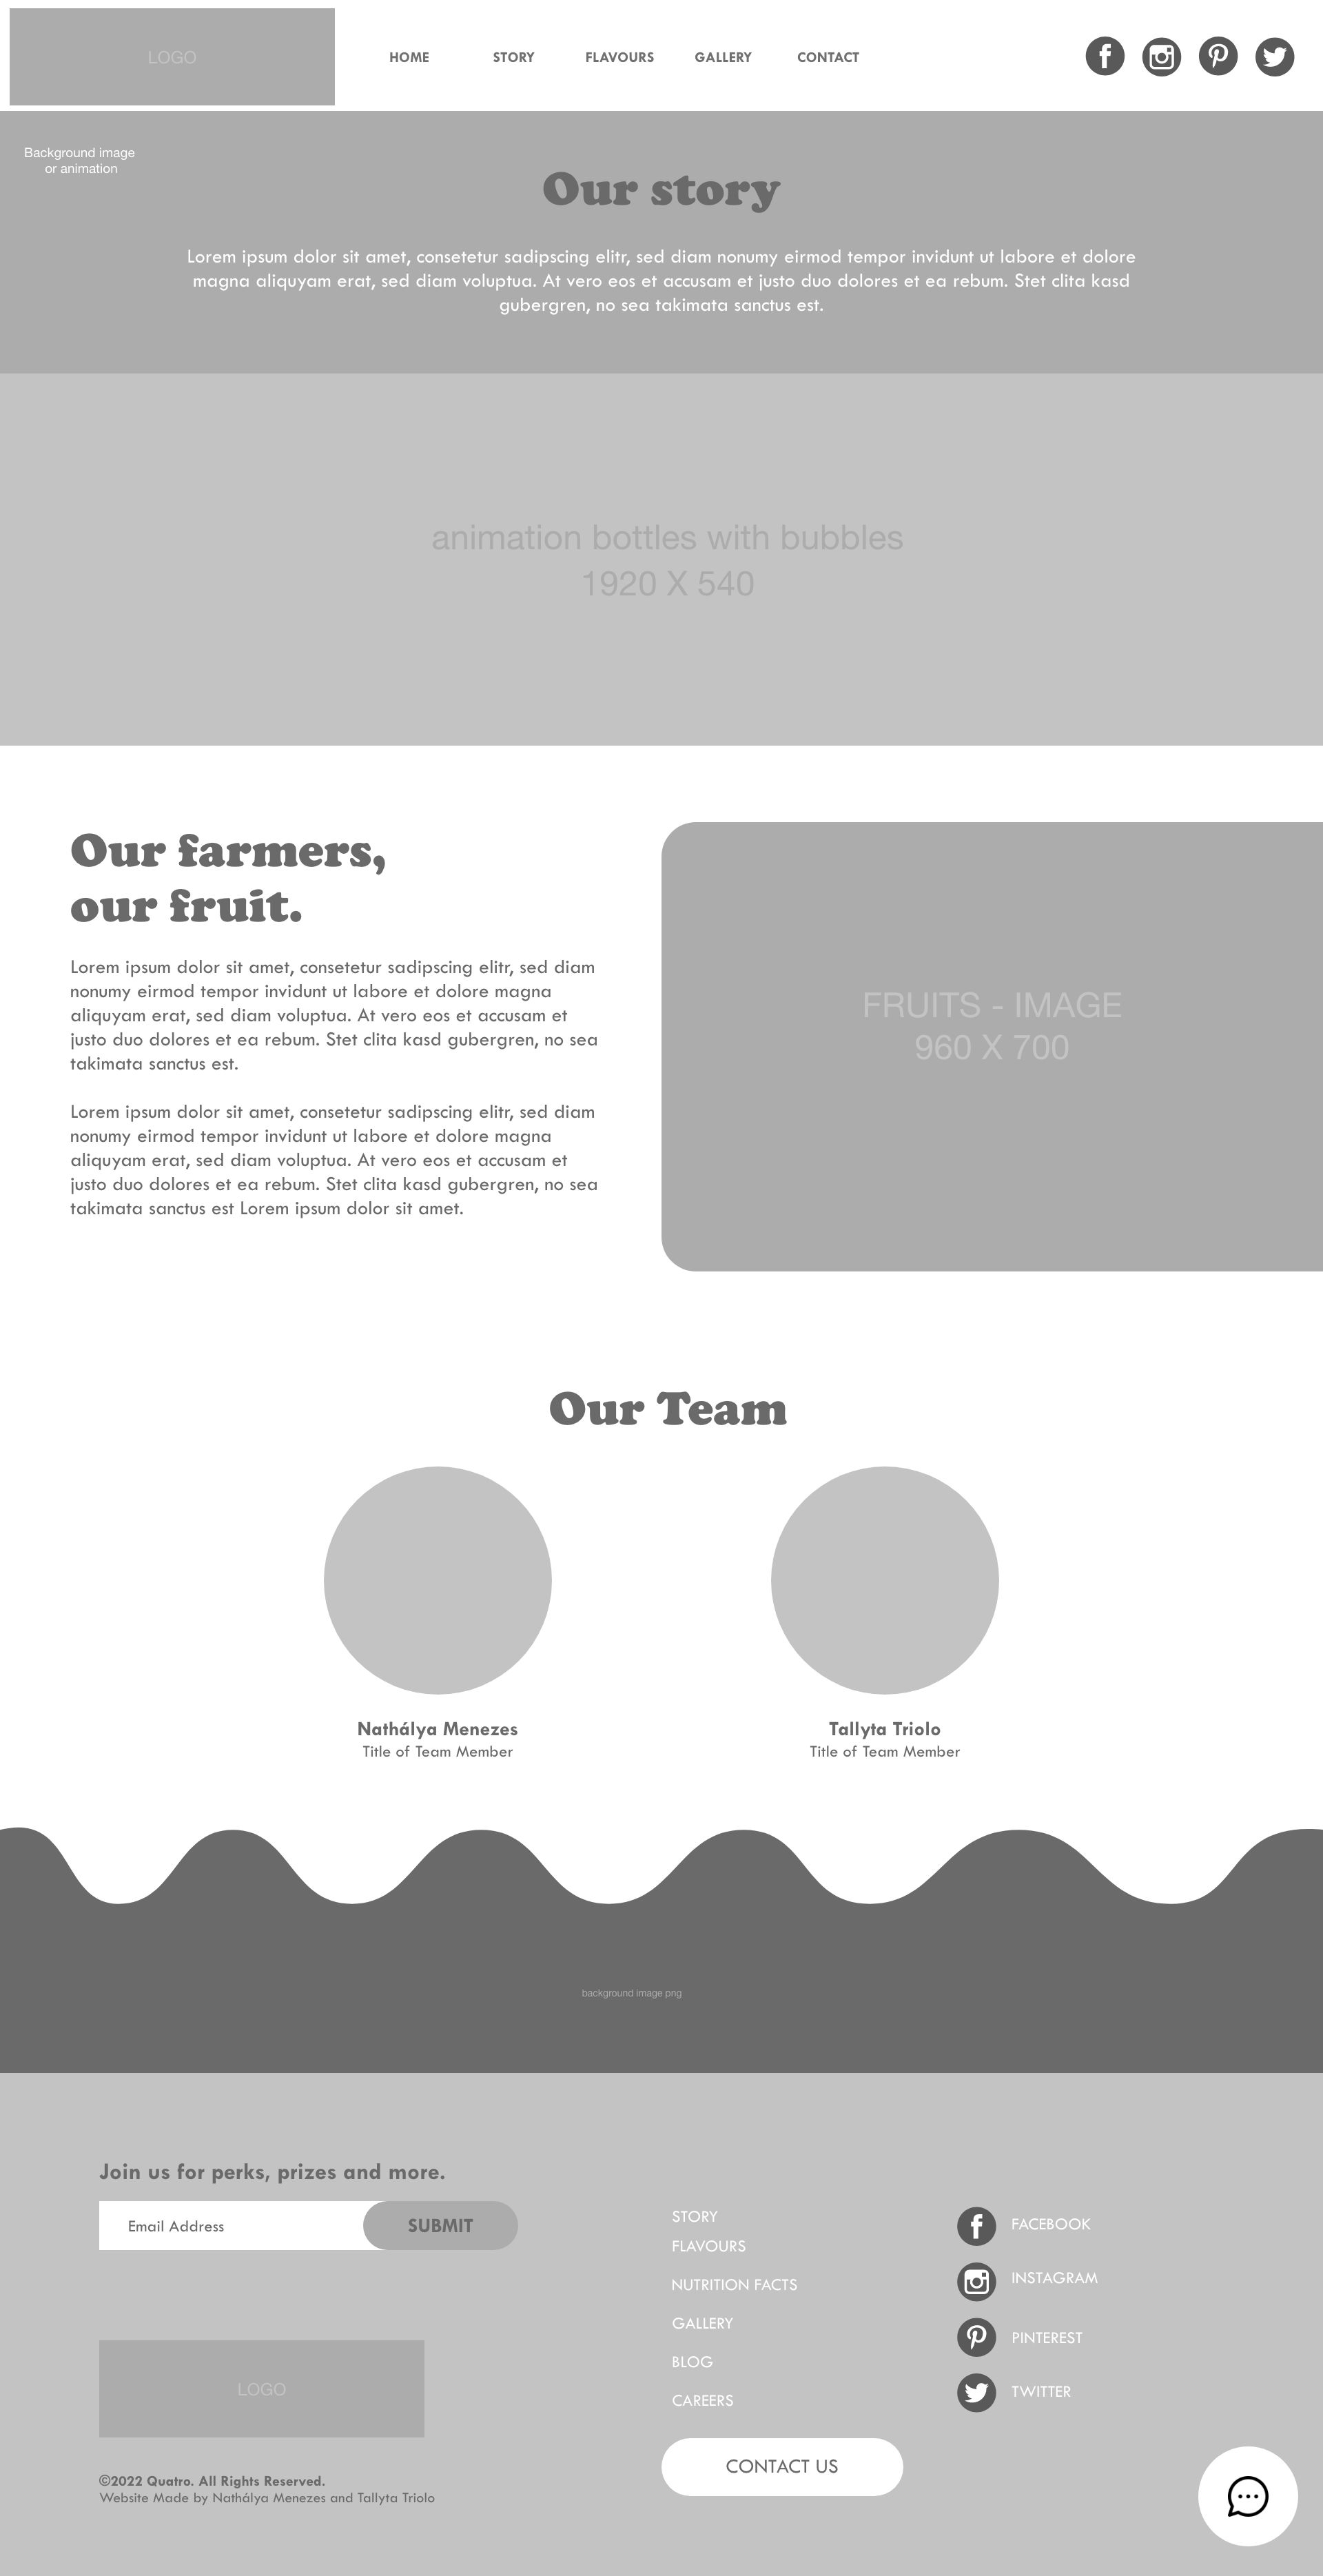 LOGO
HOME
STORY
FLAVOURS
GALLERY
CONTACT
Background image
or animation
Our story
Lorem ipsum dolor sit amet, consetetur sadipscing elitr, sed diam nonumy eirmod tempor invidunt ut labore et dolore
magna aliquyam erat, sed diam voluptua. At vero eos et accusam et justo duo dolores et ea rebum. Stet clita kasd
gubergren, no sea takimata sanctus est.
animation bottles with bubbles
1920 X 540
Our farmers,
our fruit.
Lorem ipsum dolor sit amet, consetetur sadipscing elitr, sed diam
nonumy eirmod tempor invidunt ut labore et dolore magna
aliquyam erat, sed diam voluptua. At vero eos et accusam et
justo duo dolores et ea rebum. Stet clita kasd gubergren, no sea
takimata sanctus est.
Lorem ipsum dolor sit amet, consetetur sadipscing elitr, sed diam
nonumy eirmod tempor invidunt ut labore et dolore magna
aliquyam erat, sed diam voluptua. At vero eos et accusam et
justo duo dolores et ea rebum. Stet clita kasd gubergren, no sea
takimata sanctus est Lorem ipsum dolor sit amet.
FRUITS - IMAGE
960 X 700
Our Team
Nathálya Menezes
Title of Team Member
Tallyta Triolo
Title of Team Member
background image png
Join us for perks, prizes and more.
Email Address
SUBMIT
LOGO
©2022 Quatro. All Rights Reserved.
Website Made by Nathálya Menezes and Tallyta Triolo
STORY
FLAVOURS
NUTRITION FACTS
GALLERY
BLOG
CAREERS
CONTACT US
FACEBOOK
INSTAGRAM
PINTEREST
TWITTER